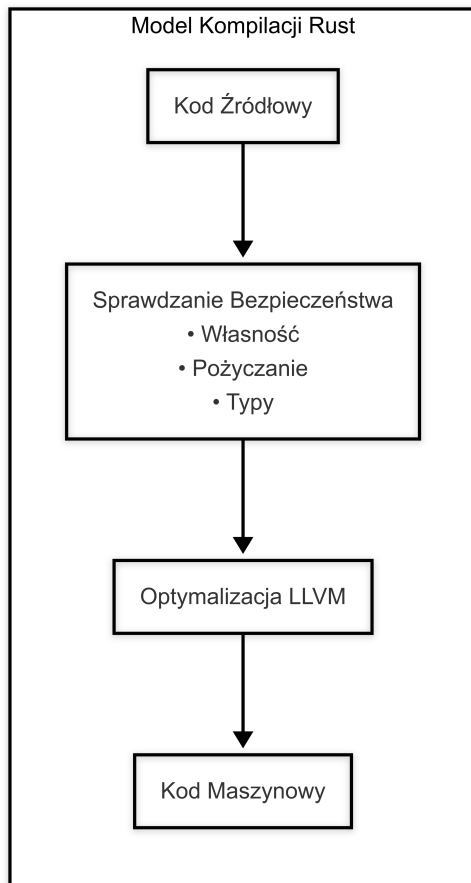 Model Kompilacji Rust
Kod Źródłowy
Sprawdzanie Bezpieczeństwa
• Własność
• Pożyczanie
• Typy
Optymalizacja LLVM
Kod Maszynowy